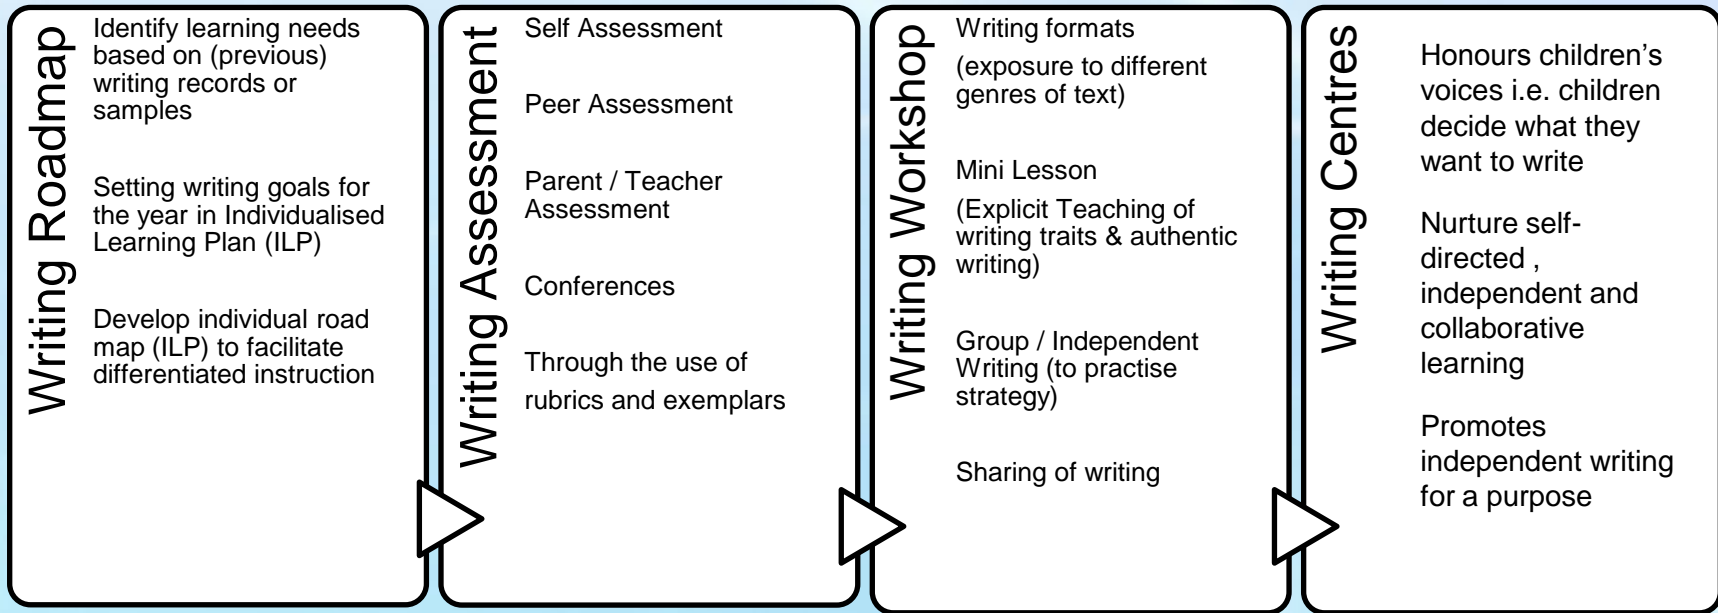 Writing Roadmap
Identify learning needs
based on (previous)
writing records or
samples
Setting writing goals for
the year in Individualised
Learning Plan (ILP)
Develop individual road
map (ILP) to facilitate
differentiated instruction
Writing Assessment
Self Assessment
Peer Assessment
Parent / Teacher
Assessment
Conferences
Through the use of
rubrics and exemplars
Writing Workshop
Writing formats
(exposure to different
genres of text)
Mini Lesson
(Explicit Teaching of
writing traits & authentic
writing)
Group / Independent
Writing (to practise
strategy)
Sharing of writing
Writing Centres
Honours children’s
voices i.e. children
decide what they
want to write
Nurture self-
directed ,
independent and
collaborative
learning
Promotes
independent writing
for a purpose